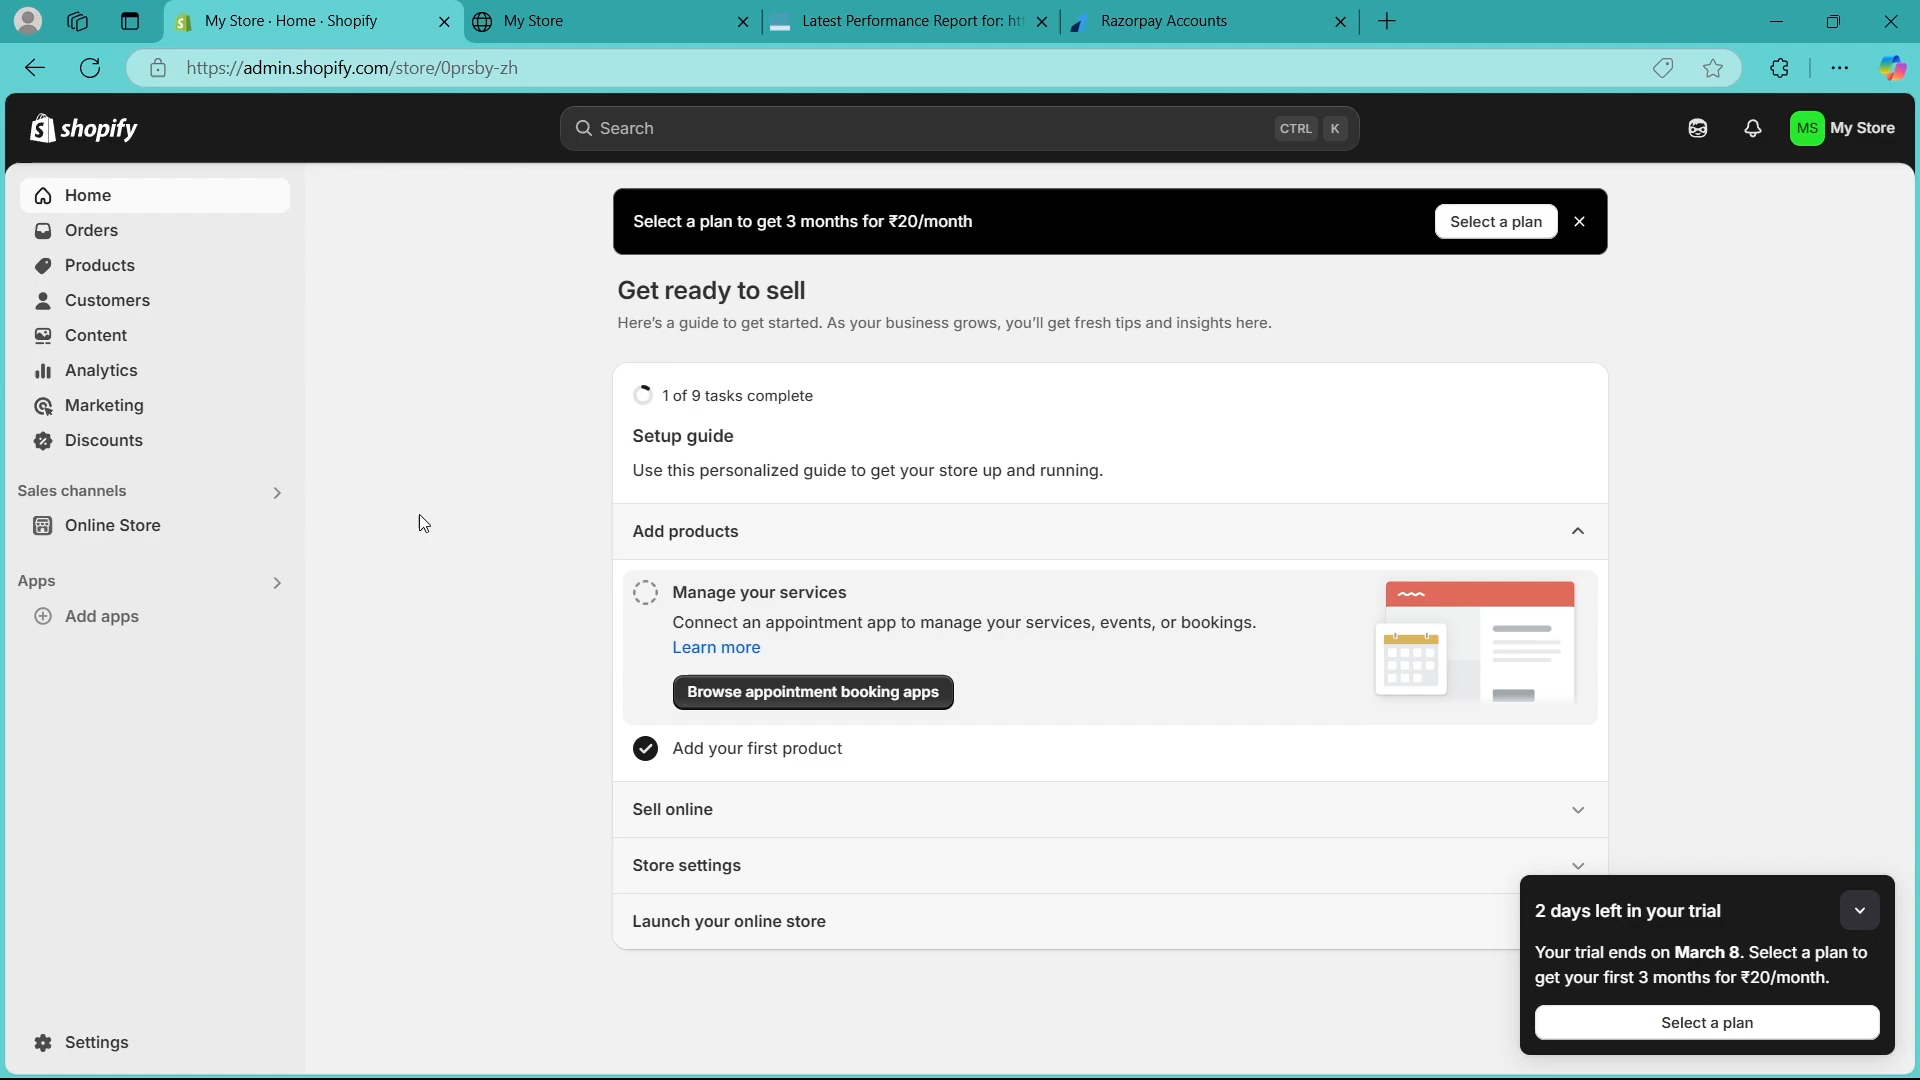 My Store · Home · Shopify
My Store
Latest Performance Report for: htt
Razorpay Accounts
https://admin.shopify.com/store/0prsby-zh
shopify
Search
CTRL K
MS My Store
Home
Orders
Products
Customers
Content
Analytics
Marketing
Discounts
Sales channels
Online Store
Apps
Add apps
Settings
Select a plan to get 3 months for ₹20/month
Select a plan
Get ready to sell
Here's a guide to get started. As your business grows, you'll get fresh tips and insights here.
1 of 9 tasks complete
Setup guide
Use this personalized guide to get your store up and running.
Add products
Manage your services
Connect an appointment app to manage your services, events, or bookings.
Learn more
Browse appointment booking apps
Add your first product
Sell online
Store settings
Launch your online store
2 days left in your trial
Your trial ends on March 8. Select a plan to
get your first 3 months for ₹20/month.
Select a plan